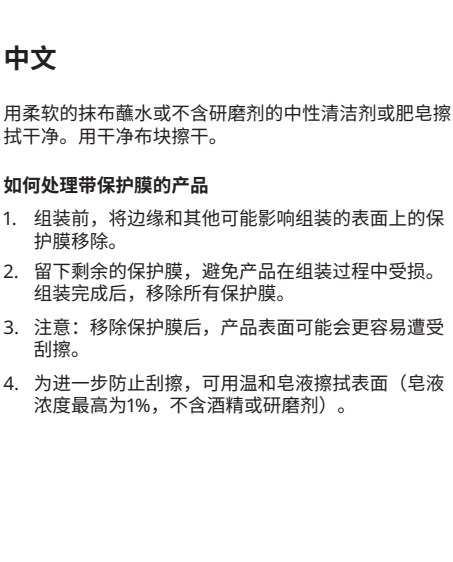 中文
用柔软的抹布蘸水或不含研磨剂的中性清洁剂或肥皂擦
拭干净。用干净布块擦干。
如何处理带保护膜的产品
1. 组装前，将边缘和其他可能影响组装的表面上的保
护膜移除。
2. 留下剩余的保护膜，避免产品在组装过程中受损。
组装完成后，移除所有保护膜。
3. 注意：移除保护膜后，产品表面可能会更容易遭受
刮擦。
4. 为进一步防止刮擦，可用温和皂液擦拭表面（皂液
浓度最高为1%，不含酒精或研磨剂）。